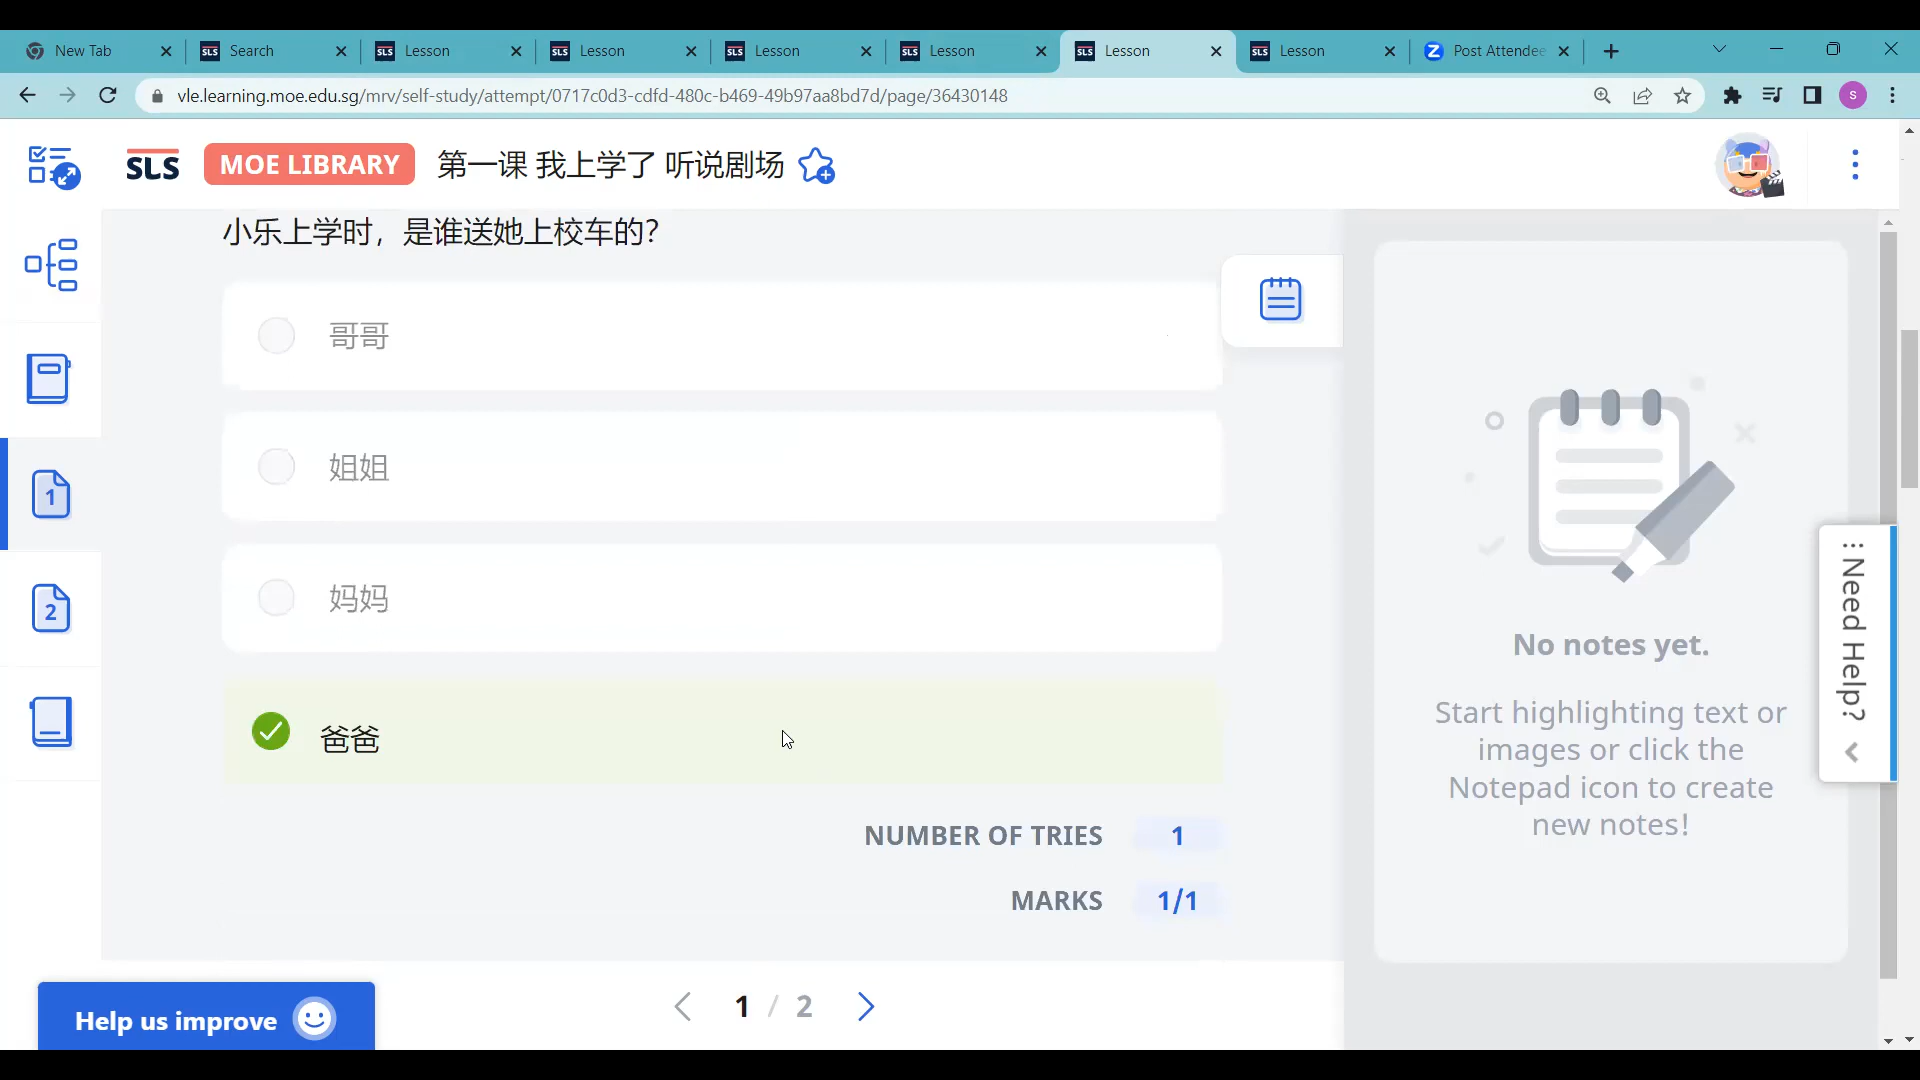 New Tab
Search
Lesson
Lesson
Lesson
Lesson
Lesson
Lesson
Post Attendee
vle.learning.moe.edu.sg/mrv/self-study/attempt/0717c0d3-cdfd-480c-b469-49b97aa8bd7d/page/36430148
S
SLS MOE LIBRARY 第一课 我上学了 听说剧场
小乐上学时，是谁送她上校车的?
哥哥
姐姐
妈妈
爸爸
NUMBER OF TRIES 1
MARKS 1/1
1 / 2
1
2
Help us improve
No notes yet.
Start highlighting text or
images or click the
Notepad icon to create
new notes!
Need Help?